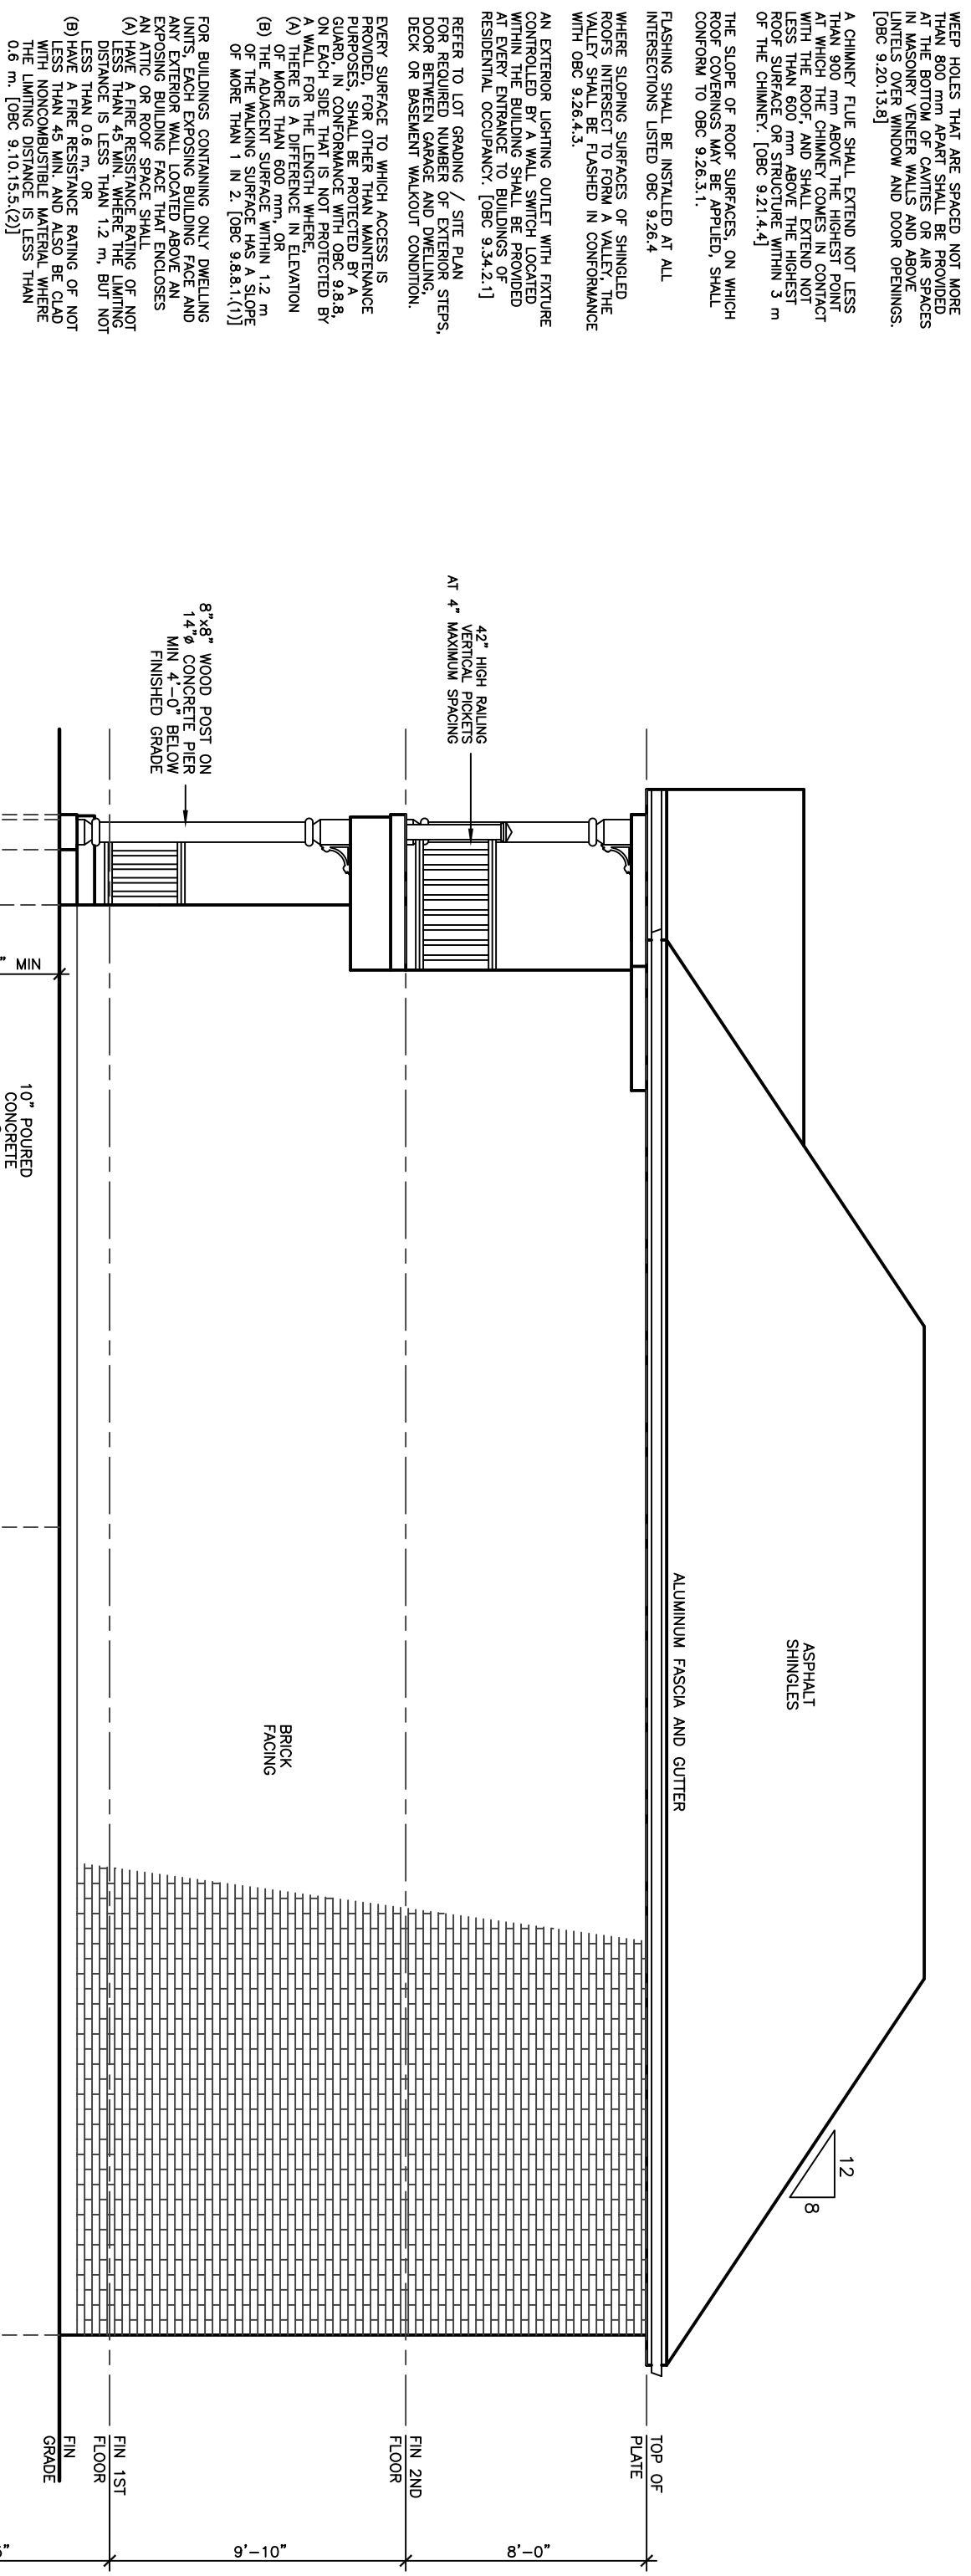 WEEP HOLES THAT ARE SPACED NOT MORE
THAN 800 mm APART SHALL BE PROVIDED
AT THE BOTTOM OF CAVITIES OR AIR SPACES
IN MASONRY VENEER WALLS AND ABOVE
LINTELS OVER WINDOW AND DOOR OPENINGS.
[OBC 9.20.13.8]
A CHIMNEY FLUE SHALL EXTEND NOT LESS
THAN 900 mm ABOVE THE HIGHEST POINT
AT WHICH THE CHIMNEY COMES IN CONTACT
WITH THE ROOF, AND SHALL EXTEND NOT
LESS THAN 600 mm ABOVE THE HIGHEST
ROOF SURFACE OR STRUCTURE WITHIN 3 m
OF THE CHIMNEY. [OBC 9.21.4.4]
THE SLOPE OF ROOF SURFACES, ON WHICH
ROOF COVERINGS MAY BE APPLIED, SHALL
CONFORM TO OBC 9.26.3.1.
FLASHING SHALL BE INSTALLED AT ALL
INTERSECTIONS LISTED OBC 9.26.4
WHERE SLOPING SURFACES OF SHINGLED
ROOFS INTERSECT TO FORM A VALLEY, THE
VALLEY SHALL BE FLASHED IN CONFORMANCE
WITH OBC 9.26.4.3.
AN EXTERIOR LIGHTING OUTLET WITH FIXTURE
CONTROLLED BY A WALL SWITCH LOCATED
WITHIN THE BUILDING SHALL BE PROVIDED
AT EVERY ENTRANCE TO BUILDINGS OF
RESIDENTIAL OCCUPANCY. [OBC 9.34.2.1]
REFER TO LOT GRADING / SITE PLAN
FOR REQUIRED NUMBER OF EXTERIOR STEPS,
DOOR BETWEEN GARAGE AND DWELLING,
DECK OR BASEMENT WALKOUT CONDITION.
EVERY SURFACE TO WHICH ACCESS IS
PROVIDED, FOR OTHER THAN MAINTENANCE
PURPOSES, SHALL BE PROTECTED BY A
GUARD, IN CONFORMANCE WITH OBC 9.8.8,
ON EACH SIDE THAT IS NOT PROTECTED BY
A WALL FOR THE LENGTH WHERE,
(A) THERE IS A DIFFERENCE IN ELEVATION
OF MORE THAN 600 mm, OR
(B) THE ADJACENT SURFACE WITHIN 1.2 m
OF THE WALKING SURFACE HAS A SLOPE
OF MORE THAN 1 IN 2. [OBC 9.8.8.1.(1)]
FOR BUILDINGS CONTAINING ONLY DWELLING
UNITS, EACH EXPOSING BUILDING FACE AND
ANY EXTERIOR WALL LOCATED ABOVE AN
EXPOSING BUILDING FACE THAT ENCLOSES
AN ATTIC OR ROOF SPACE SHALL
(A) HAVE A FIRE RESISTANCE RATING OF NOT
LESS THAN 45 MIN. WHERE THE LIMITING
DISTANCE IS LESS THAN 1.2 m, BUT NOT
LESS THAN 0.6 m, OR
(B) HAVE A FIRE RESISTANCE RATING OF NOT
LESS THAN 45 MIN. AND ALSO BE CLAD
WITH NONCOMBUSTIBLE MATERIAL WHERE
THE LIMITING DISTANCE IS LESS THAN
0.6 m. [OBC 9.10.15.5.(2)]
42" HIGH RAILING
VERTICAL PICKETS
AT 4" MAXIMUM SPACING
8"x8" WOOD POST ON
14"ø CONCRETE PIER
MIN 4'-0" BELOW
FINISHED GRADE
" MIN
10" POURED
CONCRETE
ASPHALT
SHINGLES
ALUMINUM FASCIA AND GUTTER
BRICK
FACING
12
8
TOP OF
PLATE
FIN 2ND
FLOOR
FIN 1ST
FLOOR
FIN
GRADE
8'-0"
9'-10"